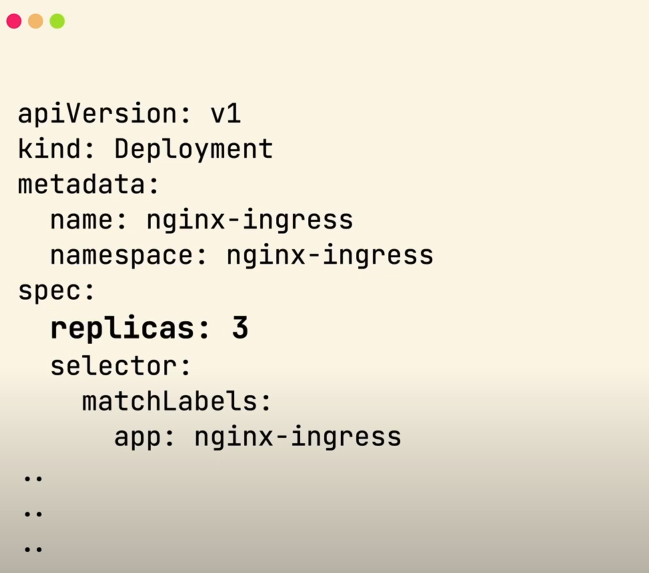 apiVersion: v1
kind: Deployment
metadata:
  name: nginx-ingress
  namespace: nginx-ingress
spec:
  replicas: 3
  selector:
    matchLabels:
      app: nginx-ingress
..
..
..